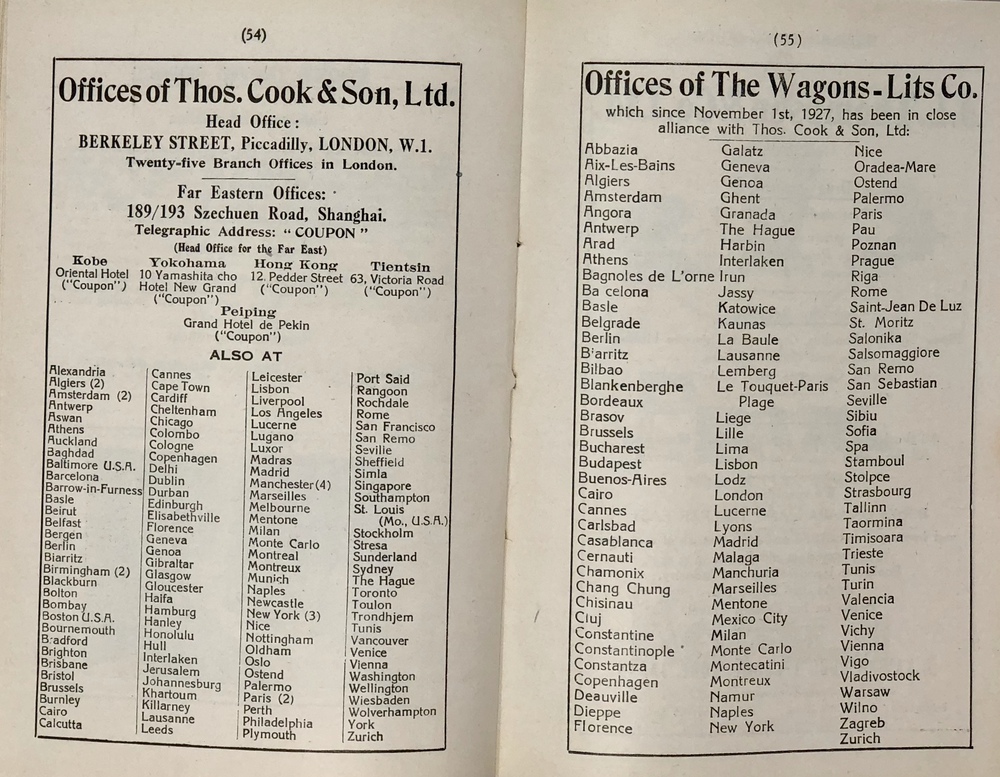 (54)
Offices of Thos. Cook & Son, Ltd.
Head Office :
BERKELEY STREET, Piccadilly, LONDON, W.1.
Twenty-five Branch Offices in London.
Far Eastern Offices:
189/193 Szechuen Road, Shanghai.
Telegraphic Address: “ COUPON ”
(Head Office for the Far East)
Kobe
Oriental Hotel
("Coupon")
Yokohama
10 Yamashita cho
Hotel New Grand
("Coupon")
Hong Kong
12. Pedder Street
("Coupon")
Tientsin
63, Victoria Road
("Coupon")
Peiping
Grand Hotel de Pekin
("Coupon")
ALSO AT
Alexandria
Algiers (2)
Amsterdam (2)
Antwerp
Aswan
Athens
Auckland
Baghdad
Baltimore U.S.A.
Barcelona
Barrow-in-Furness
Basle
Beirut
Belfast
Bergen
Berlin
Biarritz
Birmingham (2)
Blackburn
Bolton
Bombay
Boston U.S.A.
Bournemouth
Bradford
Brighton
Brisbane
Bristol
Brussels
Burnley
Cairo
Calcutta
Cannes
Cape Town
Cardiff
Cheltenham
Chicago
Colombo
Cologne
Copenhagen
Delhi
Dublin
Durban
Edinburgh
Elisabethville
Florence
Geneva
Genoa
Gibraltar
Glasgow
Gloucester
Haifa
Hamburg
Hanley
Honolulu
Hull
Interlaken
Jerusalem
Johannesburg
Khartoum
Killarney
Lausanne
Leeds
Leicester
Lisbon
Liverpool
Los Angeles
Lucerne
Lugano
Luxor
Madras
Madrid
Manchester(4)
Marseilles
Melbourne
Mentone
Milan
Monte Carlo
Montreal
Montreux
Munich
Naples
Newcastle
New York (3)
Nice
Nottingham
Oldham
Oslo
Ostend
Palermo
Paris (2)
Perth
Philadelphia
Plymouth
Port Said
Rangoon
Rochdale
Rome
San Francisco
San Remo
Seville
Sheffield
Simla
Singapore
Southampton
St. Louis
(Mo., U.S.A.)
Stockholm
Stresa
Sunderland
Sydney
The Hague
Toronto
Toulon
Trondhjem
Tunis
Vancouver
Venice
Vienna
Washington
Wellington
Wiesbaden
Wolverhampton
York
Zurich
(55)
Offices of The Wagons-Lits Co.
which since November 1st, 1927, has been in close
alliance with Thos. Cook & Son, Ltd:
Abbazia
Aix-Les-Bains
Algiers
Amsterdam
Angora
Antwerp
Arad
Athens
Bagnoles de L'orne
Ba celona
Basle
Belgrade
Berlin
B:arritz
Bilbao
Blankenberghe
Bordeaux
Brasov
Brussels
Bucharest
Budapest
Buenos-Aires
Cairo
Cannes
Carlsbad
Casablanca
Cernauti
Chamonix
Chang Chung
Chisinau
Cluj
Constantine
Constantinople
Constantza
Copenhagen
Deauville
Dieppe
Florence
Galatz
Geneva
Genoa
Ghent
Granada
The Hague
Harbin
Interlaken
Irun
Jassy
Katowice
Kaunas
La Baule
Lausanne
Lemberg
Le Touquet-Paris
Plage
Liege
Lille
Lima
Lisbon
Lodz
London
Lucerne
Lyons
Madrid
Malaga
Manchuria
Marseilles
Mentone
Mexico City
Milan
Monte Carlo
Montecatini
Montreux
Namur
Naples
New York
Nice
Oradea-Mare
Ostend
Palermo
Paris
Pau
Poznan
Prague
Riga
Rome
Saint-Jean De Luz
St. Moritz
Salonika
Salsomaggiore
San Remo
San Sebastian
Seville
Sibiu
Sofia
Spa
Stamboul
Stolpce
Strasbourg
Tallinn
Taormina
Timisoara
Trieste
Tunis
Turin
Valencia
Venice
Vichy
Vienna
Vigo
Vladivostock
Warsaw
Wilno
Zagreb
Zurich